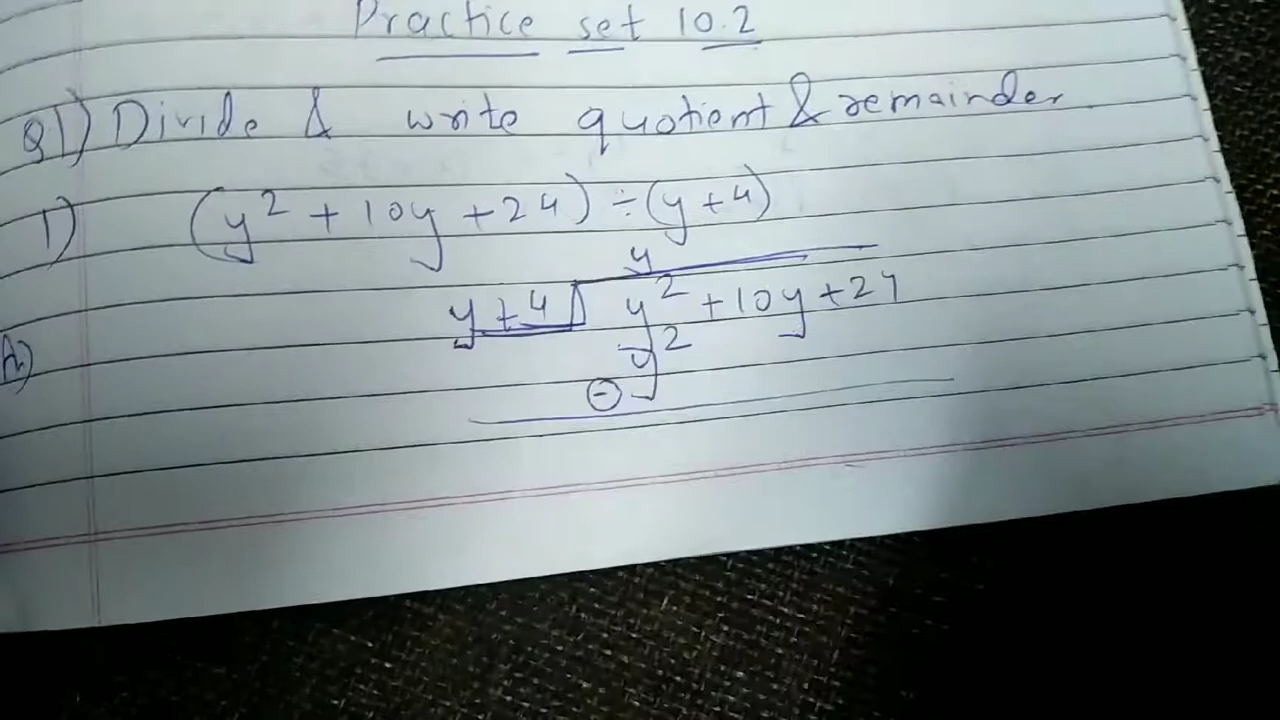 Practice set 10.2
Q1) Divide & write quotient & remainder
1) (y² + 10y + 24) ÷ (y + 4)
y
A) y + 4 y² + 10y + 24
y²
⊖